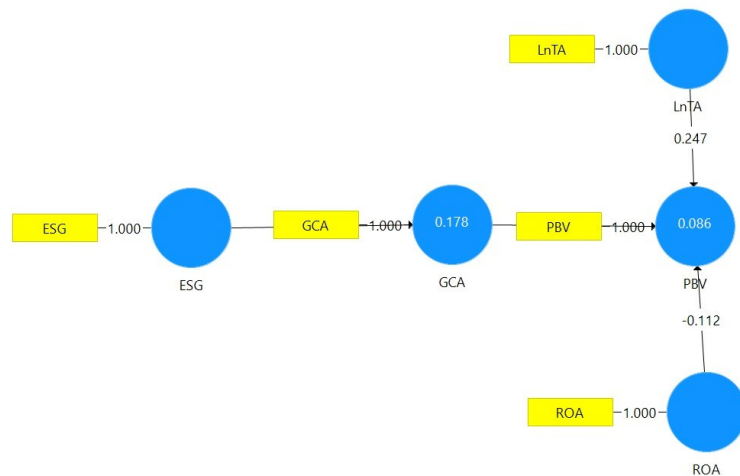 LnTA
1.000
LnTA
0.247
ESG
1.000
ESG
GCA
1.000
0.178
GCA
PBV
1.000
0.086
PBV
-0.112
ROA
1.000
ROA